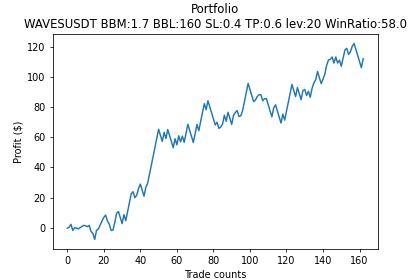 Portfolio
WAVESUSDT BBM:1.7 BBL:160 SL:0.4 TP:0.6 lev:20 WinRatio:58.0
120
100
80
60
40
20
0
Profit ($)
0 20 40 60 80 100 120 140 160
Trade counts